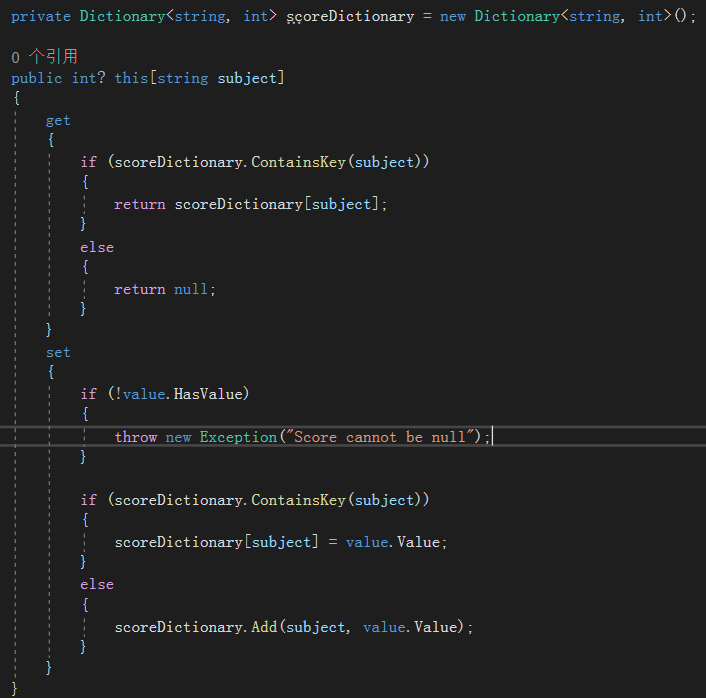 private Dictionary<string, int> scoreDictionary = new Dictionary<string, int>();
0 个引用
public int? this[string subject]
{
get
{
if (scoreDictionary.ContainsKey(subject))
{
return scoreDictionary[subject];
}
else
{
return null;
}
}
set
{
if (!value.HasValue)
{
throw new Exception("Score cannot be null");
}
if (scoreDictionary.ContainsKey(subject))
{
scoreDictionary[subject] = value.Value;
}
else
{
scoreDictionary.Add(subject, value.Value);
}
}
}